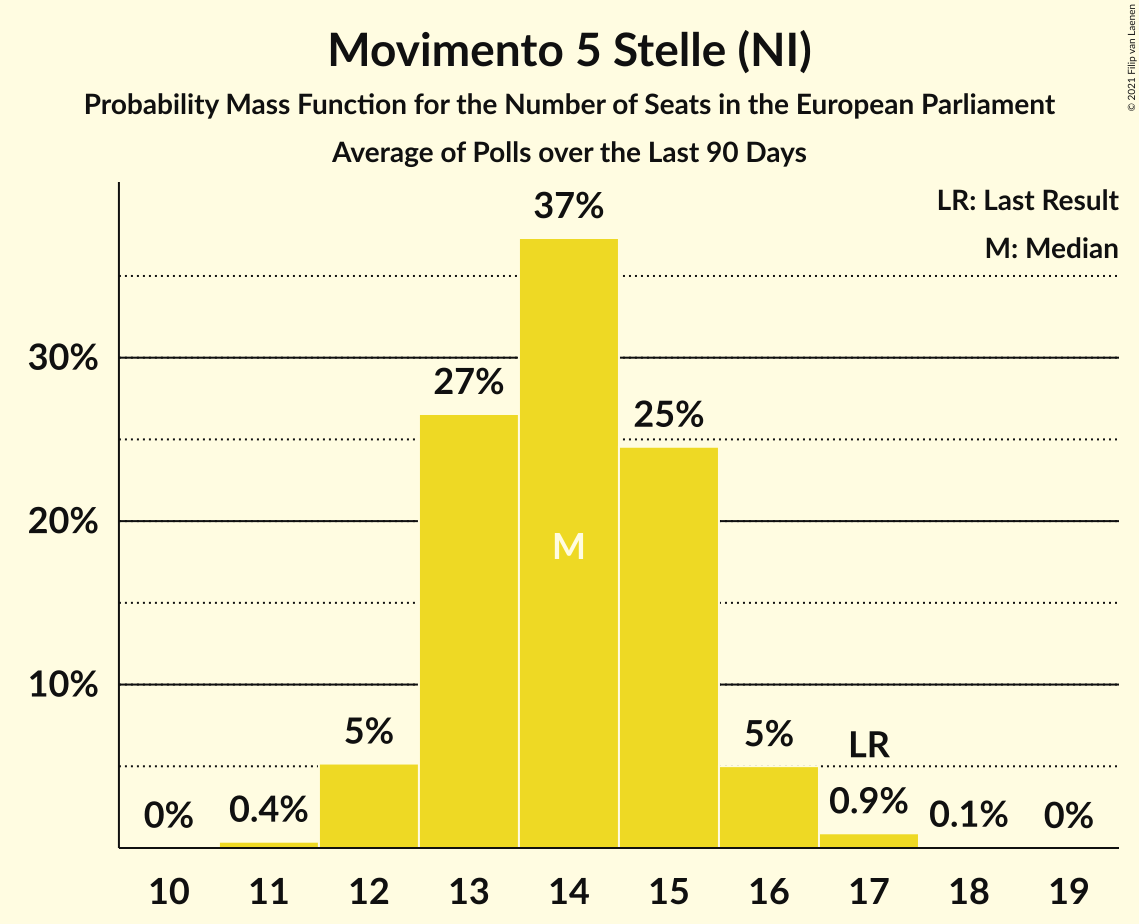 Movimento 5 Stelle (NI)
Probability Mass Function for the Number of Seats in the European Parliament
Average of Polls over the Last 90 Days
© 2021 Filip van Laenen
LR: Last Result
M: Median
37%
30%
27%
25%
20%
M
10%
5%
5%
LR
0%
0.4%
0.9%
0.1%
0%
10 11 12 13 14 15 16 17 18 19